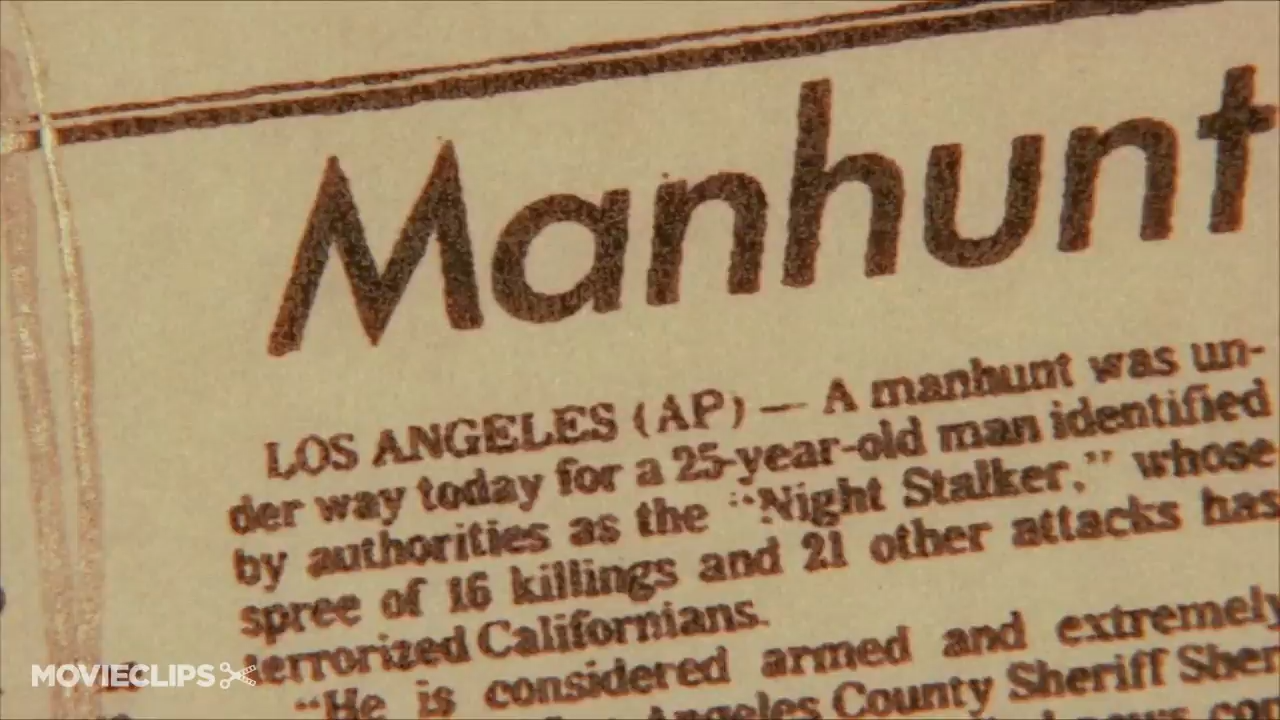 Manhunt
LOS ANGELES (AP) — A manhunt was un-
der way today for a 25-year-old man identified
by authorities as the "Night Stalker," whose
spree of 16 killings and 21 other attacks has
terrorized Californians.
"He is considered armed and extremely
Angeles County Sheriff Sher
MOVIECLIPS